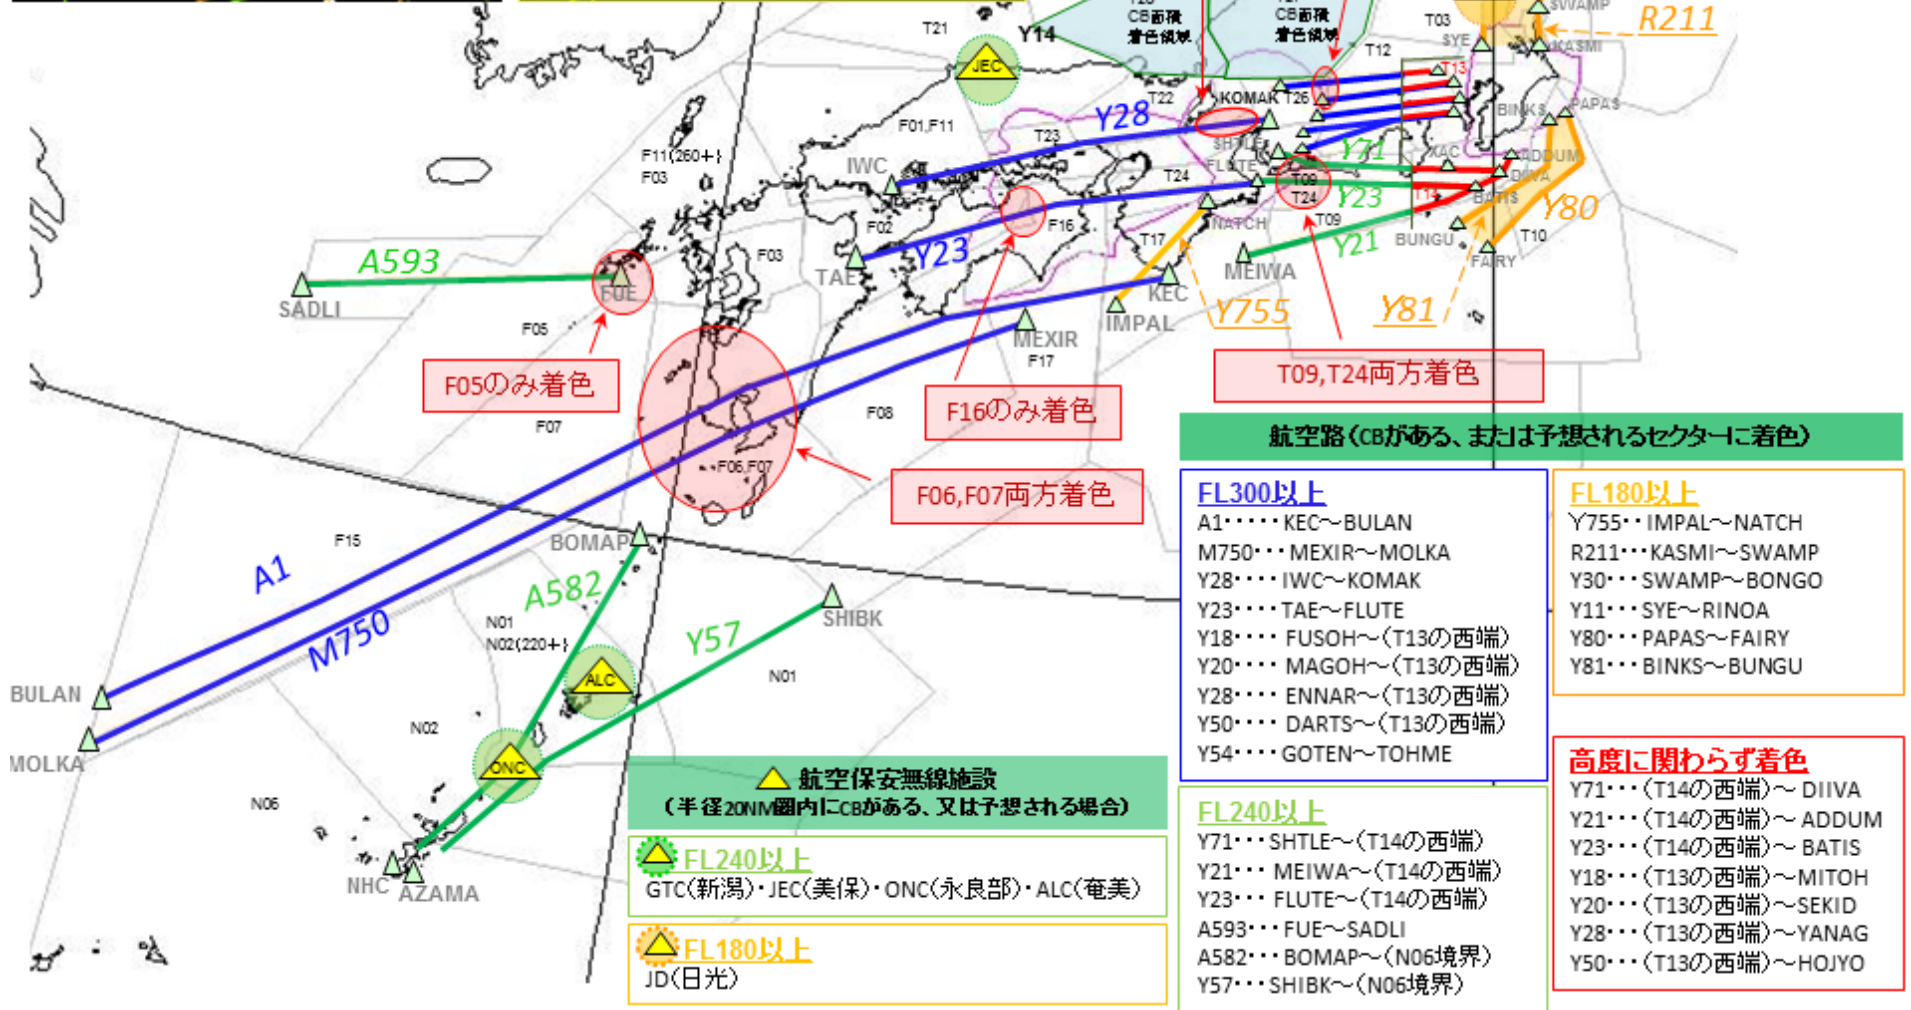 T21
Y14
JEC
CB面積
着色領域
CB面積
着色領域
T03
SWAMP
R211
SYE
KASMI
T12
T13
T22
KOMAK
T26
BINKS
PAPAS
F01,F11
T23
Y28
SHTLE
FLUTE
Y71
XAC
ADDUM
F11(260+)
F03
IWC
T24
T09
T24
DIIVA
T14
BATIS
Y23
Y80
F02
F16
NATCH
T09
BUNGU
T10
A593
F03
TAE
Y23
T17
Y21
FAIRY
MEIWA
FUE
SADLI
KEC
IMPAL
Y755
Y81
F05
MEXIR
F17
F05のみ着色
F16のみ着色
T09,T24両方着色
F07
F08
F06,F07
F06,F07両方着色
航空路(CBがある、または予想されるセクターに着色)
FL300以上
A1‥‥・KEC～BULAN
M750・・・MEXIR～MOLKA
Y28・・・・IWC～KOMAK
Y23・・・・TAE～FLUTE
Y18・・・・FUSOH～(T13の西端)
Y20・・・・MAGOH～(T13の西端)
Y28・・・・ENNAR～(T13の西端)
Y50・・・・DARTS～(T13の西端)
Y54・・・・GOTEN～TOHME
FL180以上
Y755・・IMPAL～NATCH
R211・・・KASMI～SWAMP
Y30・・・SWAMP～BONGO
Y11・・・SYE～RINOA
Y80・・・PAPAS～FAIRY
Y81・・・BINKS～BUNGU
FL240以上
Y71・・・SHTLE～(T14の西端)
Y21・・・MEIWA～(T14の西端)
Y23・・・FLUTE～(T14の西端)
A593・・・FUE～SADLI
A582・・・BOMAP～(N06境界)
Y57・・・SHIBK～(N06境界)
高度に関わらず着色
Y71・・・(T14の西端)～DIIVA
Y21・・・(T14の西端)～ADDUM
Y23・・・(T14の西端)～BATIS
Y18・・・(T13の西端)～MITOH
Y20・・・(T13の西端)～SEKID
Y28・・・(T13の西端)～YANAG
Y50・・・(T13の西端)～HOJYO
F15
BOMAP
A1
A582
SHIBK
N01
N02(220+)
M750
Y57
ALC
N01
BULAN
N02
MOLKA
ONC
N06
NHC
AZAMA
航空保安無線施設
(半径20NM圏内にCBがある、又は予想される場合)
FL240以上
GTC(新潟)・JEC(美保)・ONC(永良部)・ALC(奄美)
FL180以上
JD(日光)